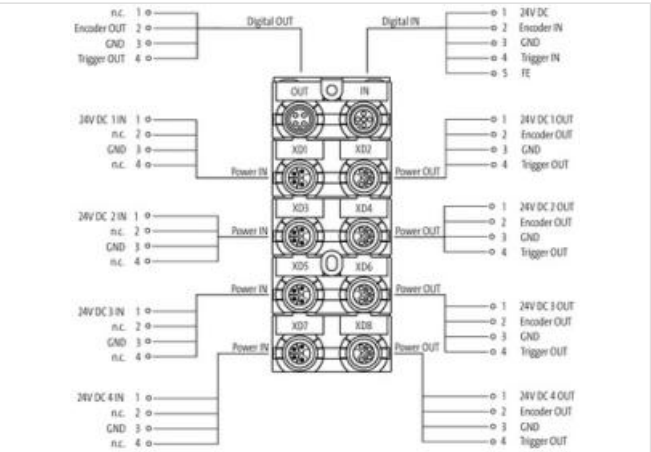 n.c. 1
Encoder OUT 2
GND 3
Trigger OUT 4
Digital OUT
Digital IN
1 24V DC
2 Encoder IN
3 GND
4 Trigger IN
5 FE
OUT IN
24V DC 1 IN 1
n.c. 2
GND 3
n.c. 4
Power IN
XD1 XD2
Power OUT
1 24V DC 1 OUT
2 Encoder OUT
3 GND
4 Trigger OUT
24V DC 2 IN 1
n.c. 2
GND 3
n.c. 4
Power IN
XD3 XD4
Power OUT
1 24V DC 2 OUT
2 Encoder OUT
3 GND
4 Trigger OUT
24V DC 3 IN 1
n.c. 2
GND 3
n.c. 4
Power IN
XD5 XD6
Power OUT
1 24V DC 3 OUT
2 Encoder OUT
3 GND
4 Trigger OUT
24V DC 4 IN 1
n.c. 2
GND 3
n.c. 4
Power IN
XD7 XD8
Power OUT
1 24V DC 4 OUT
2 Encoder OUT
3 GND
4 Trigger OUT